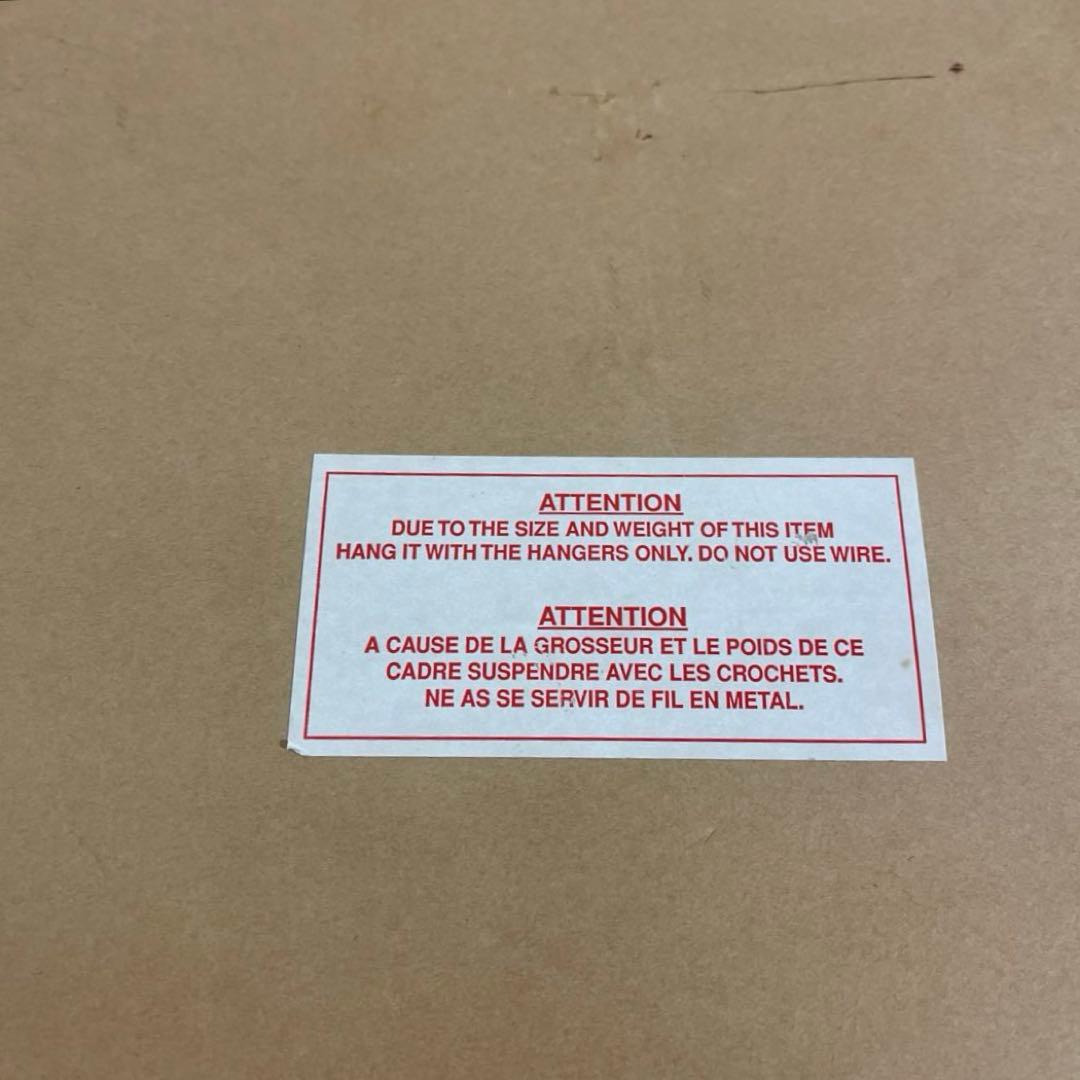 ATTENTION
DUE TO THE SIZE AND WEIGHT OF THIS ITEM
HANG IT WITH THE HANGERS ONLY. DO NOT USE WIRE.
ATTENTION
A CAUSE DE LA GROSSEUR ET LE POIDS DE CE
CADRE SUSPENDRE AVEC LES CROCHETS.
NE AS SE SERVIR DE FIL EN METAL.